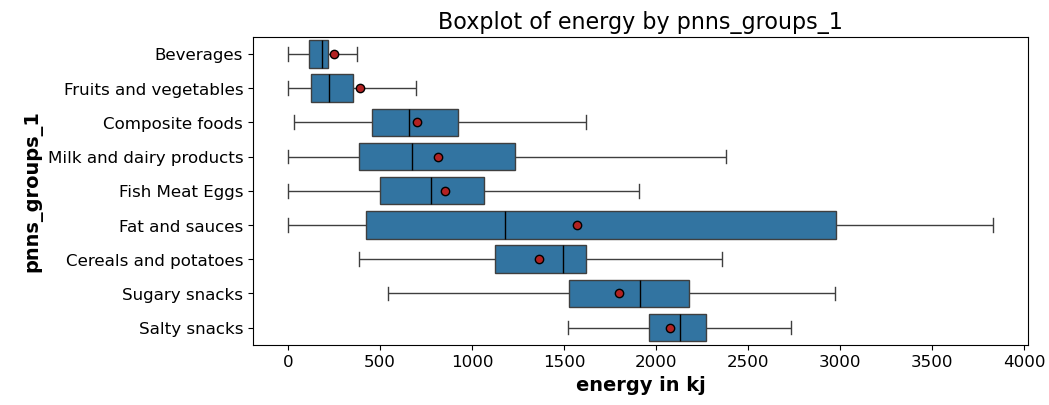 Boxplot of energy by pnns_groups_1
pnns_groups_1
Beverages
Fruits and vegetables
Composite foods
Milk and dairy products
Fish Meat Eggs
Fat and sauces
Cereals and potatoes
Sugary snacks
Salty snacks
0 500 1000 1500 2000 2500 3000 3500 4000
energy in kj